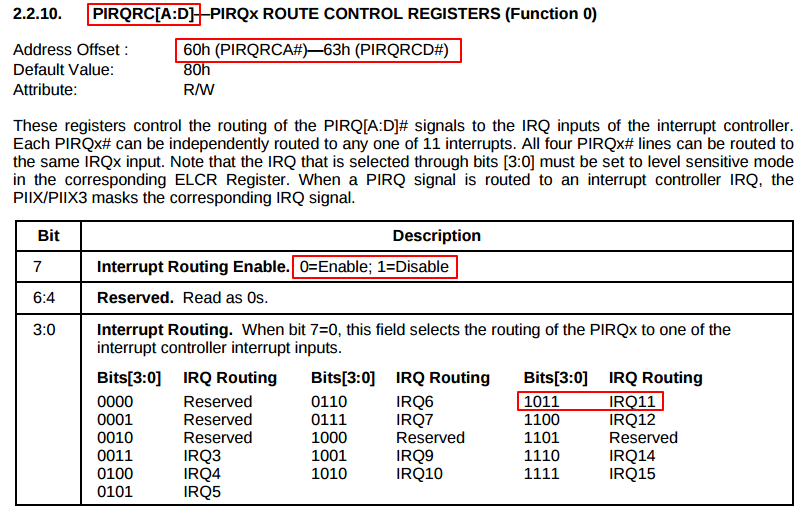 2.2.10. PIRQRC[A:D]—PIRQx ROUTE CONTROL REGISTERS (Function 0)
Address Offset : 60h (PIRQRCA#)—63h (PIRQRCD#)
Default Value: 80h
Attribute: R/W
These registers control the routing of the PIRQ[A:D]# signals to the IRQ inputs of the interrupt controller.
Each PIRQx# can be independently routed to any one of 11 interrupts. All four PIRQx# lines can be routed to
the same IRQx input. Note that the IRQ that is selected through bits [3:0] must be set to level sensitive mode
in the corresponding ELCR Register. When a PIRQ signal is routed to an interrupt controller IRQ, the
PIIX/PIIX3 masks the corresponding IRQ signal.
Bit Description
7 Interrupt Routing Enable. 0=Enable; 1=Disable
6:4 Reserved. Read as 0s.
3:0 Interrupt Routing. When bit 7=0, this field selects the routing of the PIRQx to one of the
interrupt controller interrupt inputs.
Bits[3:0] IRQ Routing Bits[3:0] IRQ Routing Bits[3:0] IRQ Routing
0000 Reserved 0110 IRQ6 1011 IRQ11
0001 Reserved 0111 IRQ7 1100 IRQ12
0010 Reserved 1000 Reserved 1101 Reserved
0011 IRQ3 1001 IRQ9 1110 IRQ14
0100 IRQ4 1010 IRQ10 1111 IRQ15
0101 IRQ5